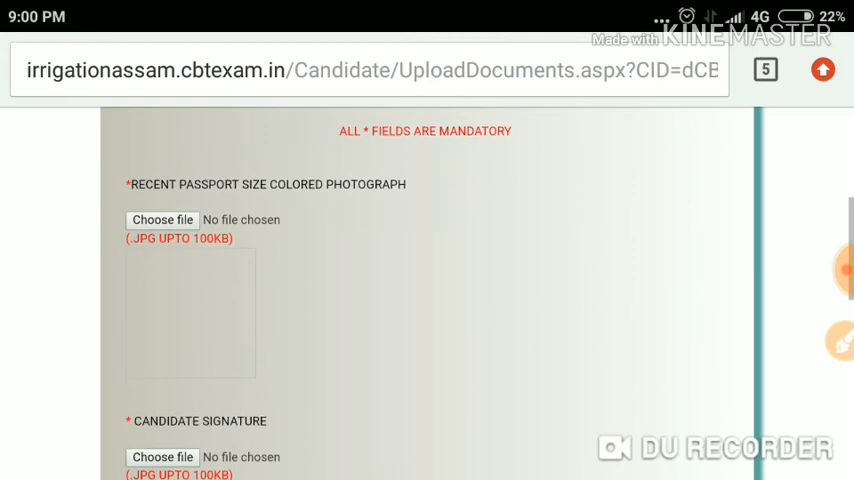 9:00 PM ... 4G 22%
Made with KINEMASTER
irrigationassam.cbtexam.in/Candidate/UploadDocuments.aspx?CID=dCB 5
ALL * FIELDS ARE MANDATORY
*RECENT PASSPORT SIZE COLORED PHOTOGRAPH
Choose file No file chosen
(.JPG UPTO 100KB)
* CANDIDATE SIGNATURE
Choose file No file chosen
(.JPG UPTO 100KB)
DU RECORDER